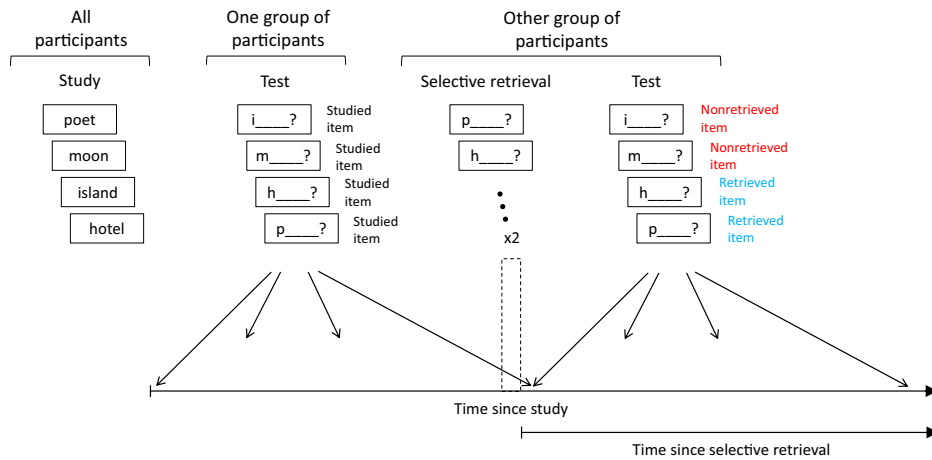 All
participants
One group of
participants
Other group of
participants
Study
Test
Selective retrieval
Test
poet
moon
island
hotel
i____?
Studied
item
m____?
Studied
item
h____?
Studied
item
p____?
Studied
item
p____?
h____?
x2
i____?
Nonretrieved
item
m____?
Nonretrieved
item
h____?
Retrieved
item
p____?
Retrieved
item
Time since study
Time since selective retrieval